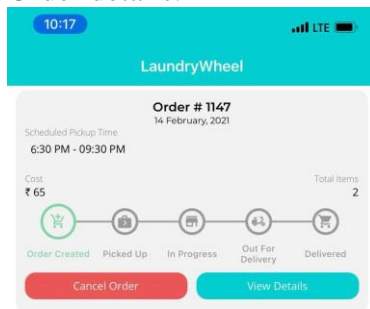 10:17 LTE
LaundryWheel
Order # 1147
14 February, 2021
Scheduled Pickup Time
6:30 PM - 09:30 PM
Cost Total Items
₹ 65 2
Order Created Picked Up In Progress Out For Delivery Delivered
Cancel Order View Details